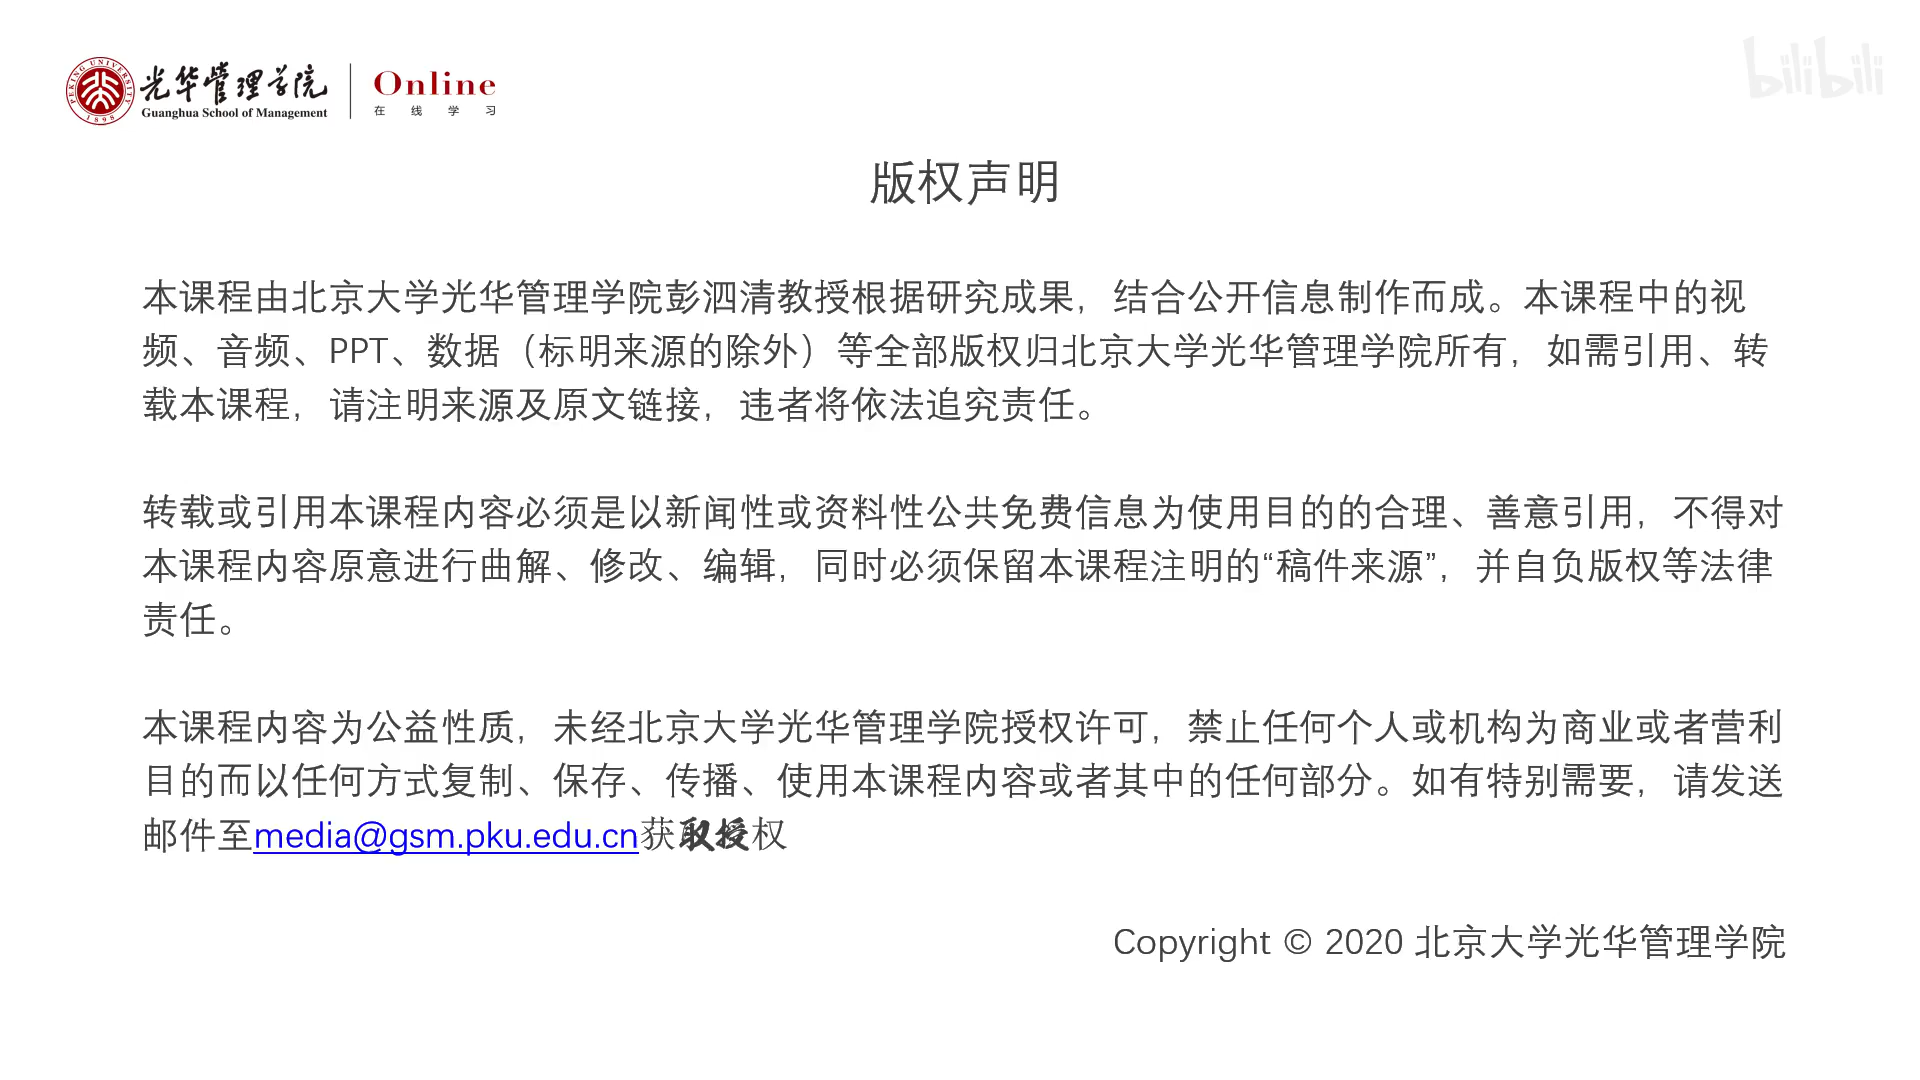 PEKING UNIVERSITY
1898
光华管理学院
Guanghua School of Management
Online
在线学习
bilibili
版权声明
本课程由北京大学光华管理学院彭泗清教授根据研究成果，结合公开信息制作而成。本课程中的视
频、音频、PPT、数据（标明来源的除外）等全部版权归北京大学光华管理学院所有，如需引用、转
载本课程，请注明来源及原文链接，违者将依法追究责任。
转载或引用本课程内容必须是以新闻性或资料性公共免费信息为使用目的的合理、善意引用，不得对
本课程内容原意进行曲解、修改、编辑，同时必须保留本课程注明的“稿件来源”，并自负版权等法律
责任。
本课程内容为公益性质，未经北京大学光华管理学院授权许可，禁止任何个人或机构为商业或者营利
目的而以任何方式复制、保存、传播、使用本课程内容或者其中的任何部分。如有特别需要，请发送
邮件至media@gsm.pku.edu.cn获取授权
Copyright © 2020 北京大学光华管理学院